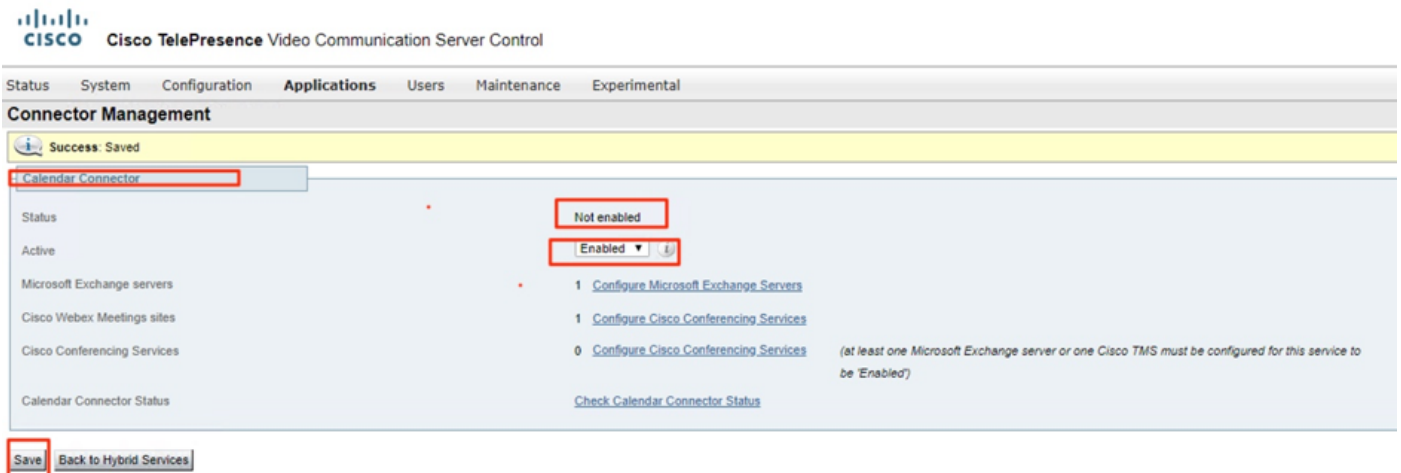 CISCO Cisco TelePresence Video Communication Server Control
Status System Configuration Applications Users Maintenance Experimental
Connector Management
Success: Saved
Calendar Connector
Status Not enabled
Active Enabled
Microsoft Exchange servers 1 Configure Microsoft Exchange Servers
Cisco Webex Meetings sites 1 Configure Cisco Conferencing Services
Cisco Conferencing Services 0 Configure Cisco Conferencing Services (at least one Microsoft Exchange server or one Cisco TMS must be configured for this service to
be 'Enabled')
Calendar Connector Status Check Calendar Connector Status
Save Back to Hybrid Services